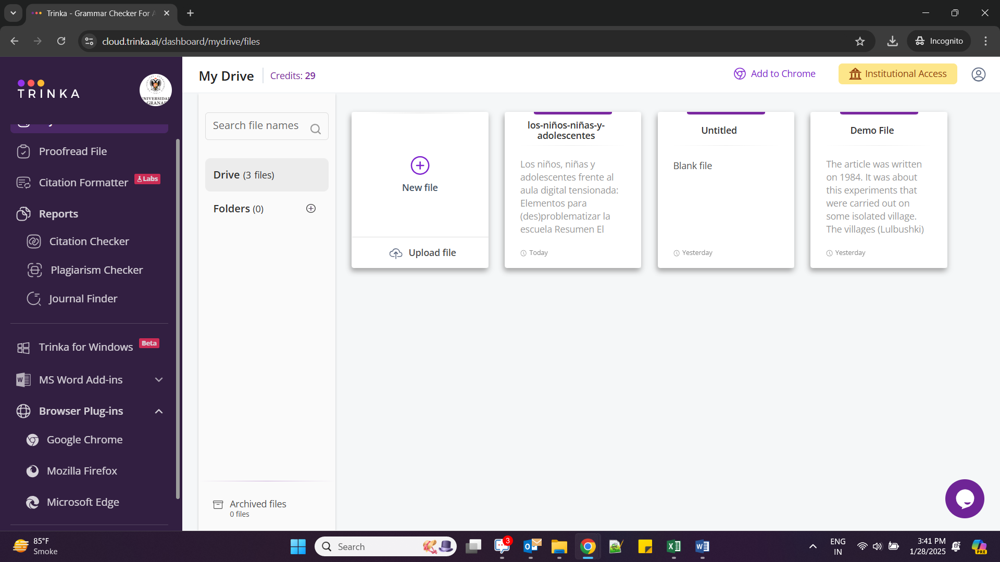 Trinka - Grammar Checker For A
cloud.trinka.ai/dashboard/mydrive/files
Incognito
TRINKA
UNIVERSIDAD
GRANADA
My Drive
Credits: 29
Add to Chrome
Institutional Access
Proofread File
Citation Formatter
Labs
Reports
Citation Checker
Plagiarism Checker
Journal Finder
Trinka for Windows
Beta
MS Word Add-ins
Browser Plug-ins
Google Chrome
Mozilla Firefox
Microsoft Edge
Search file names
Drive (3 files)
Folders (0)
Archived files
0 files
New file
Upload file
los-niños-niñas-y-
adolescentes
Los niños, niñas y
adolescentes frente al
aula digital tensionada:
Elementos para
(des)problematizar la
escuela Resumen El
Today
Untitled
Blank file
Yesterday
Demo File
The article was written
on 1984. It was about
this experiments that
were carried out on
some isolated village.
The villages (Lulbushki)
Yesterday
85°F
Smoke
Search
3
ENG
IN
3:41 PM
1/28/2025
PRE